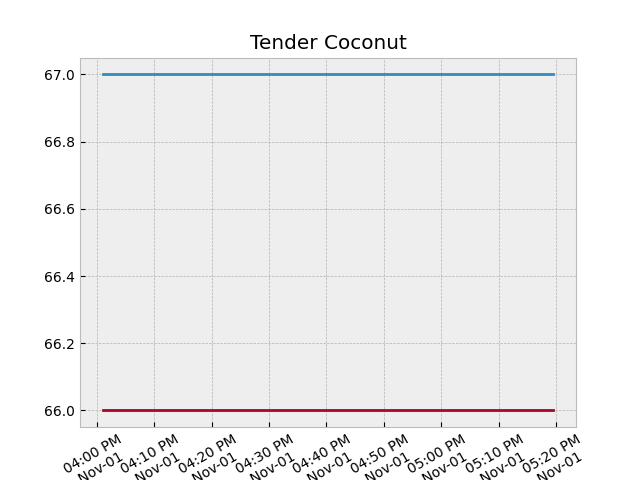 Tender Coconut
67.0
66.8
66.6
66.4
66.2
66.0
04:00 PM
Nov-01
04:10 PM
Nov-01
04:20 PM
Nov-01
04:30 PM
Nov-01
04:40 PM
Nov-01
04:50 PM
Nov-01
05:00 PM
Nov-01
05:10 PM
Nov-01
05:20 PM
Nov-01